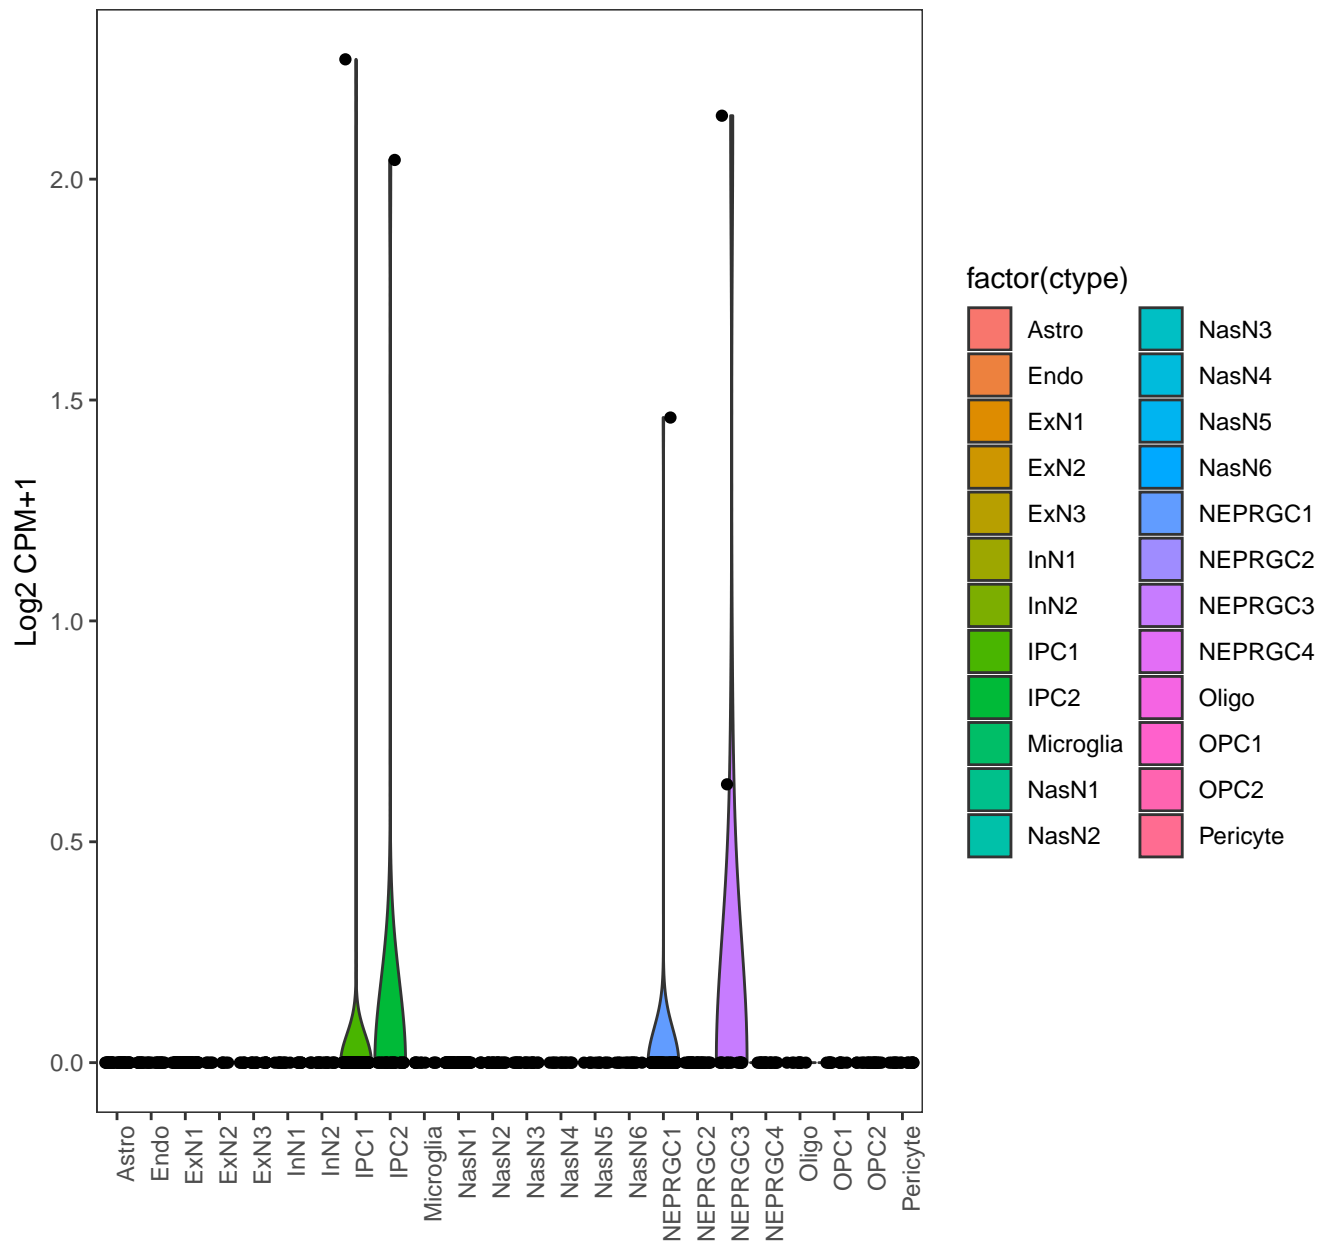 Log2 CPM+1
2.0
1.5
1.0
0.5
0.0
Astro
Endo
ExN1
ExN2
ExN3
InN1
InN2
IPC1
IPC2
Microglia
NasN1
NasN2
NasN3
NasN4
NasN5
NasN6
NEPRGC1
NEPRGC2
NEPRGC3
NEPRGC4
Oligo
OPC1
OPC2
Pericyte
factor(ctype)
Astro
Endo
ExN1
ExN2
ExN3
InN1
InN2
IPC1
IPC2
Microglia
NasN1
NasN2
NasN3
NasN4
NasN5
NasN6
NEPRGC1
NEPRGC2
NEPRGC3
NEPRGC4
Oligo
OPC1
OPC2
Pericyte